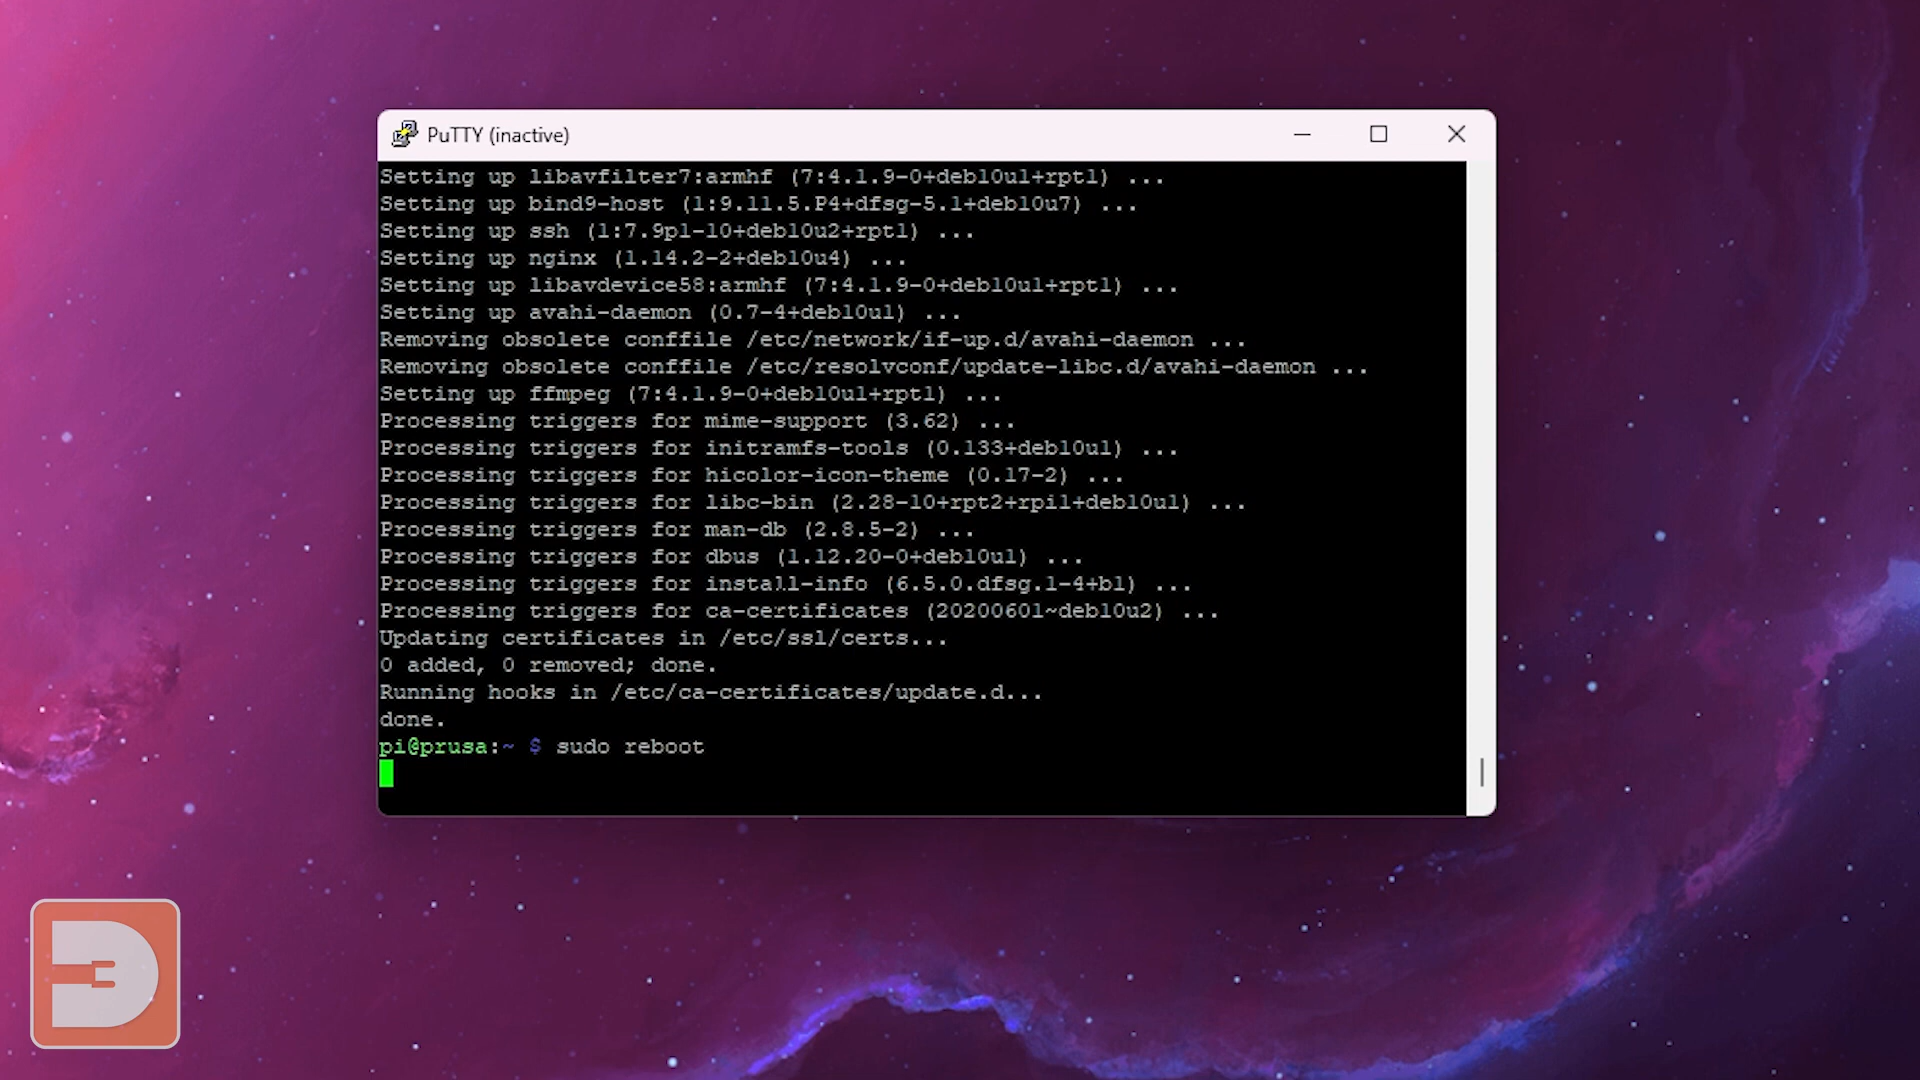 PuTTY (inactive)
Setting up libavfilter7:armhf (7:4.1.9-0+deb10u1+rpt1) ...
Setting up bind9-host (1:9.11.5.P4+dfsg-5.1+deb10u7) ...
Setting up ssh (1:7.9p1-10+deb10u2+rpt1) ...
Setting up nginx (1.14.2-2+deb10u4) ...
Setting up libavdevice58:armhf (7:4.1.9-0+deb10u1+rpt1) ...
Setting up avahi-daemon (0.7-4+deb10u1) ...
Removing obsolete conffile /etc/network/if-up.d/avahi-daemon ...
Removing obsolete conffile /etc/resolvconf/update-libc.d/avahi-daemon ...
Setting up ffmpeg (7:4.1.9-0+deb10u1+rpt1) ...
Processing triggers for mime-support (3.62) ...
Processing triggers for initramfs-tools (0.133+deb10u1) ...
Processing triggers for hicolor-icon-theme (0.17-2) ...
Processing triggers for libc-bin (2.28-10+rpt2+rpi1+deb10u1) ...
Processing triggers for man-db (2.8.5-2) ...
Processing triggers for dbus (1.12.20-0+deb10u1) ...
Processing triggers for install-info (6.5.0.dfsg.1-4+b1) ...
Processing triggers for ca-certificates (20200601~deb10u2) ...
Updating certificates in /etc/ssl/certs...
0 added, 0 removed; done.
Running hooks in /etc/ca-certificates/update.d...
done.
pi@prusa:~ $ sudo reboot